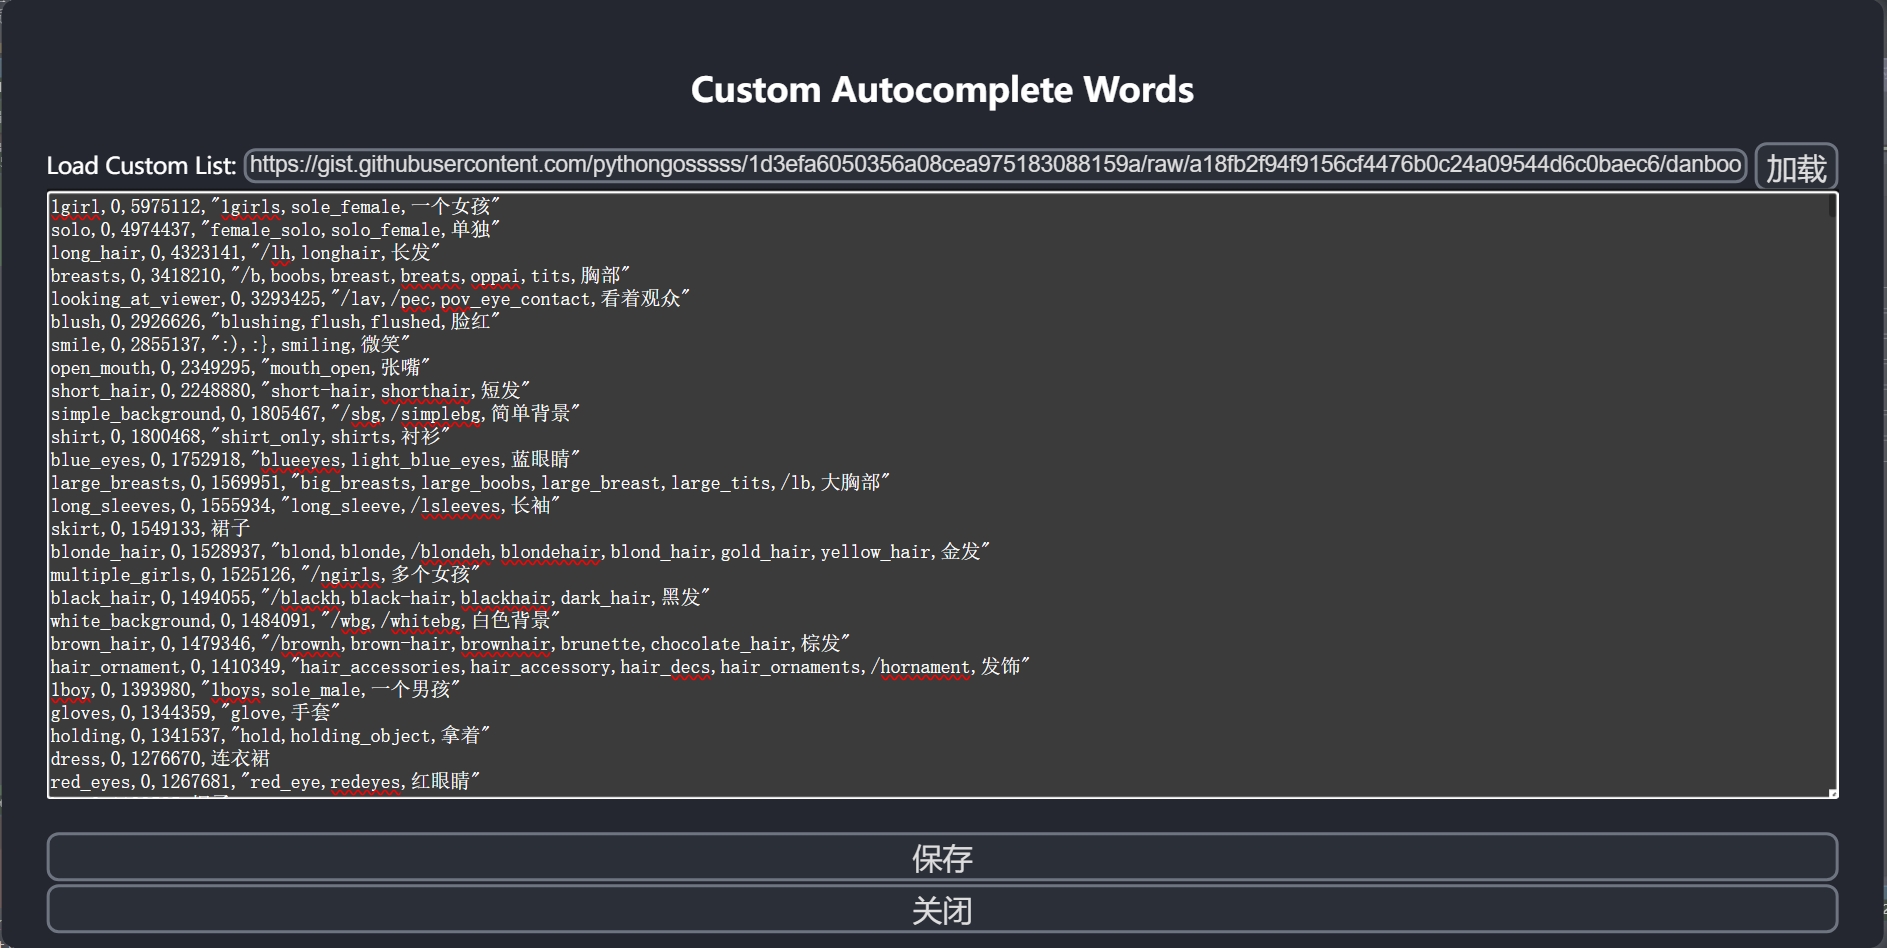 Custom Autocomplete Words
Load Custom List: https://gist.githubusercontent.com/pythongosssss/1d3efa6050356a08cea975183088159a/raw/a18fb2f94f9156cf4476b0c24a09544d6c0baec6/danboo 加载
1girl,0,5975112,"1girls,sole_female,一个女孩"
solo,0,4974437,"female_solo,solo_female,单独"
long_hair,0,4323141,"/lh,longhair,长发"
breasts,0,3418210,"/b,boobs,breast,breats,oppai,tits,胸部"
looking_at_viewer,0,3293425,"/lav,/pec,pov_eye_contact,看着观众"
blush,0,2926626,"blushing,flush,flushed,脸红"
smile,0,2855137,":),:},smiling,微笑"
open_mouth,0,2349295,"mouth_open,张嘴"
short_hair,0,2248880,"short-hair,shorthair,短发"
simple_background,0,1805467,"/sbg,/simplebg,简单背景"
shirt,0,1800468,"shirt_only,shirts,衬衫"
blue_eyes,0,1752918,"blueeyes,light_blue_eyes,蓝眼睛"
large_breasts,0,1569951,"big_breasts,large_boobs,large_breast,large_tits,/lb,大胸部"
long_sleeves,0,1555934,"long_sleeve,/lsleeves,长袖"
skirt,0,1549133,裙子
blonde_hair,0,1528937,"blond,blonde,/blondeh,blondehair,blond_hair,gold_hair,yellow_hair,金发"
multiple_girls,0,1525126,"/ngirls,多个女孩"
black_hair,0,1494055,"/blackh,black-hair,blackhair,dark_hair,黑发"
white_background,0,1484091,"/wbg,/whitebg,白色背景"
brown_hair,0,1479346,"/brownh,brown-hair,brownhair,brunette,chocolate_hair,棕发"
hair_ornament,0,1410349,"hair_accessories,hair_accessory,hair_decs,hair_ornaments,/hornament,发饰"
1boy,0,1393980,"1boys,sole_male,一个男孩"
gloves,0,1344359,"glove,手套"
holding,0,1341537,"hold,holding_object,拿着"
dress,0,1276670,连衣裙
red_eyes,0,1267681,"red_eye,redeyes,红眼睛"
保存
关闭